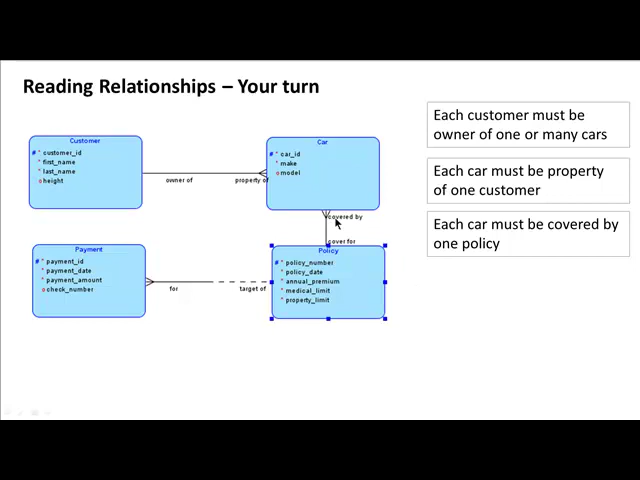 Reading Relationships – Your turn
Each customer must be
owner of one or many cars
Each car must be property
of one customer
Each car must be covered by
one policy
Customer
# * customer_id
* first_name
* last_name
o height
owner of
property of
Car
# * car_id
* make
o model
covered by
cover for
Payment
# * payment_id
* payment_date
* payment_amount
o check_number
for
target of
Policy
# * policy_number
* policy_date
* annual_premium
* medical_limit
* property_limit